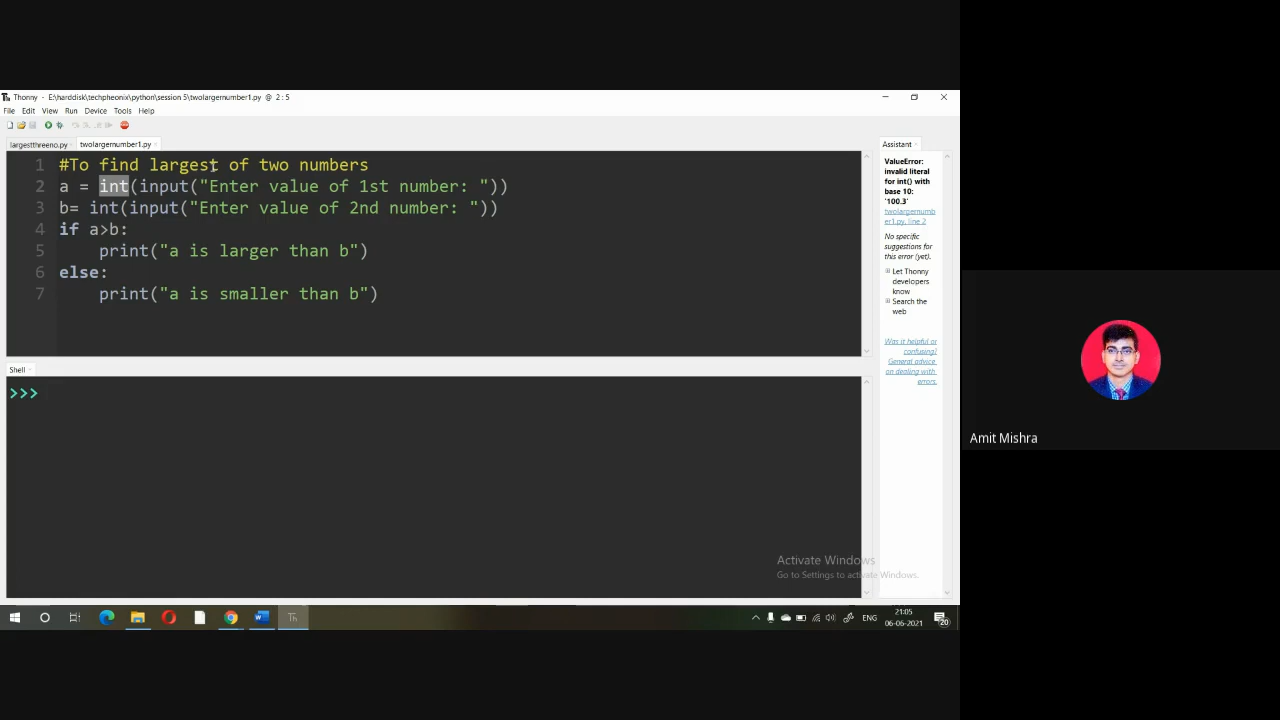 Thonny - E:\harddisk\techpheonix\python\session 5\twolargernumber1.py @ 2:5
File Edit View Run Device Tools Help
largestthreeno.py
twolargernumber1.py
1 #To find largest of two numbers
2 a = int(input("Enter value of 1st number: "))
3 b= int(input("Enter value of 2nd number: "))
4 if a>b:
5 print("a is larger than b")
6 else:
7 print("a is smaller than b")
Assistant
ValueError:
invalid literal
for int() with
base 10:
'100.3'
twolargernumb
er1.py, line 2
No specific
suggestions for
this error (yet).
Let Thonny
developers
know
Search the
web
Was it helpful or
confusing?
General advice
on dealing with
errors.
Shell
>>>
Activate Windows
Go to Settings to activate Windows.
Amit Mishra
Th
ENG
21:05
06-06-2021
20